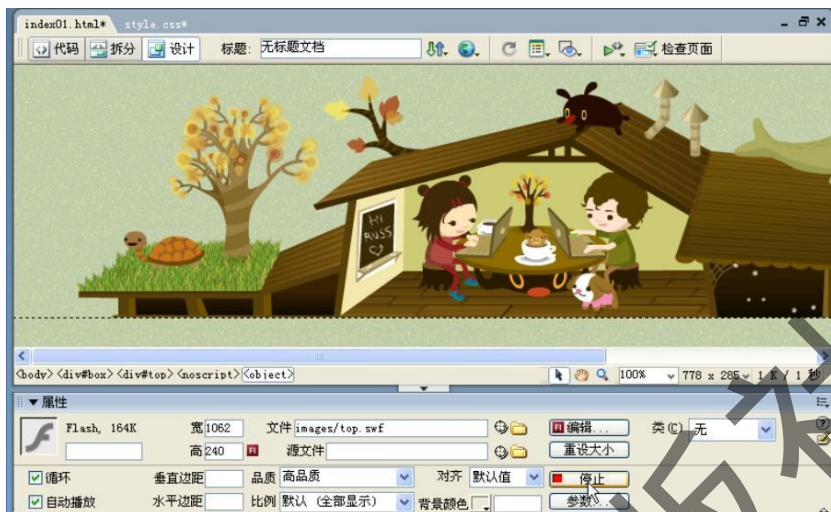 index01.html* style.css*
代码 拆分 设计 标题: 无标题文档 检查页面
HI
RUSS
<body> <div#box> <div#top> <noscript> <object> 100% 778 x 285 1 K / 1 秒
属性
Flash, 164K 宽 1062 文件 images/top.swf 编辑... 类(C) 无
高 240 源文件 重设大小
循环 垂直边距 品质 高品质 对齐 默认值 停止
自动播放 水平边距 比例 默认 (全部显示) 背景颜色 参数...